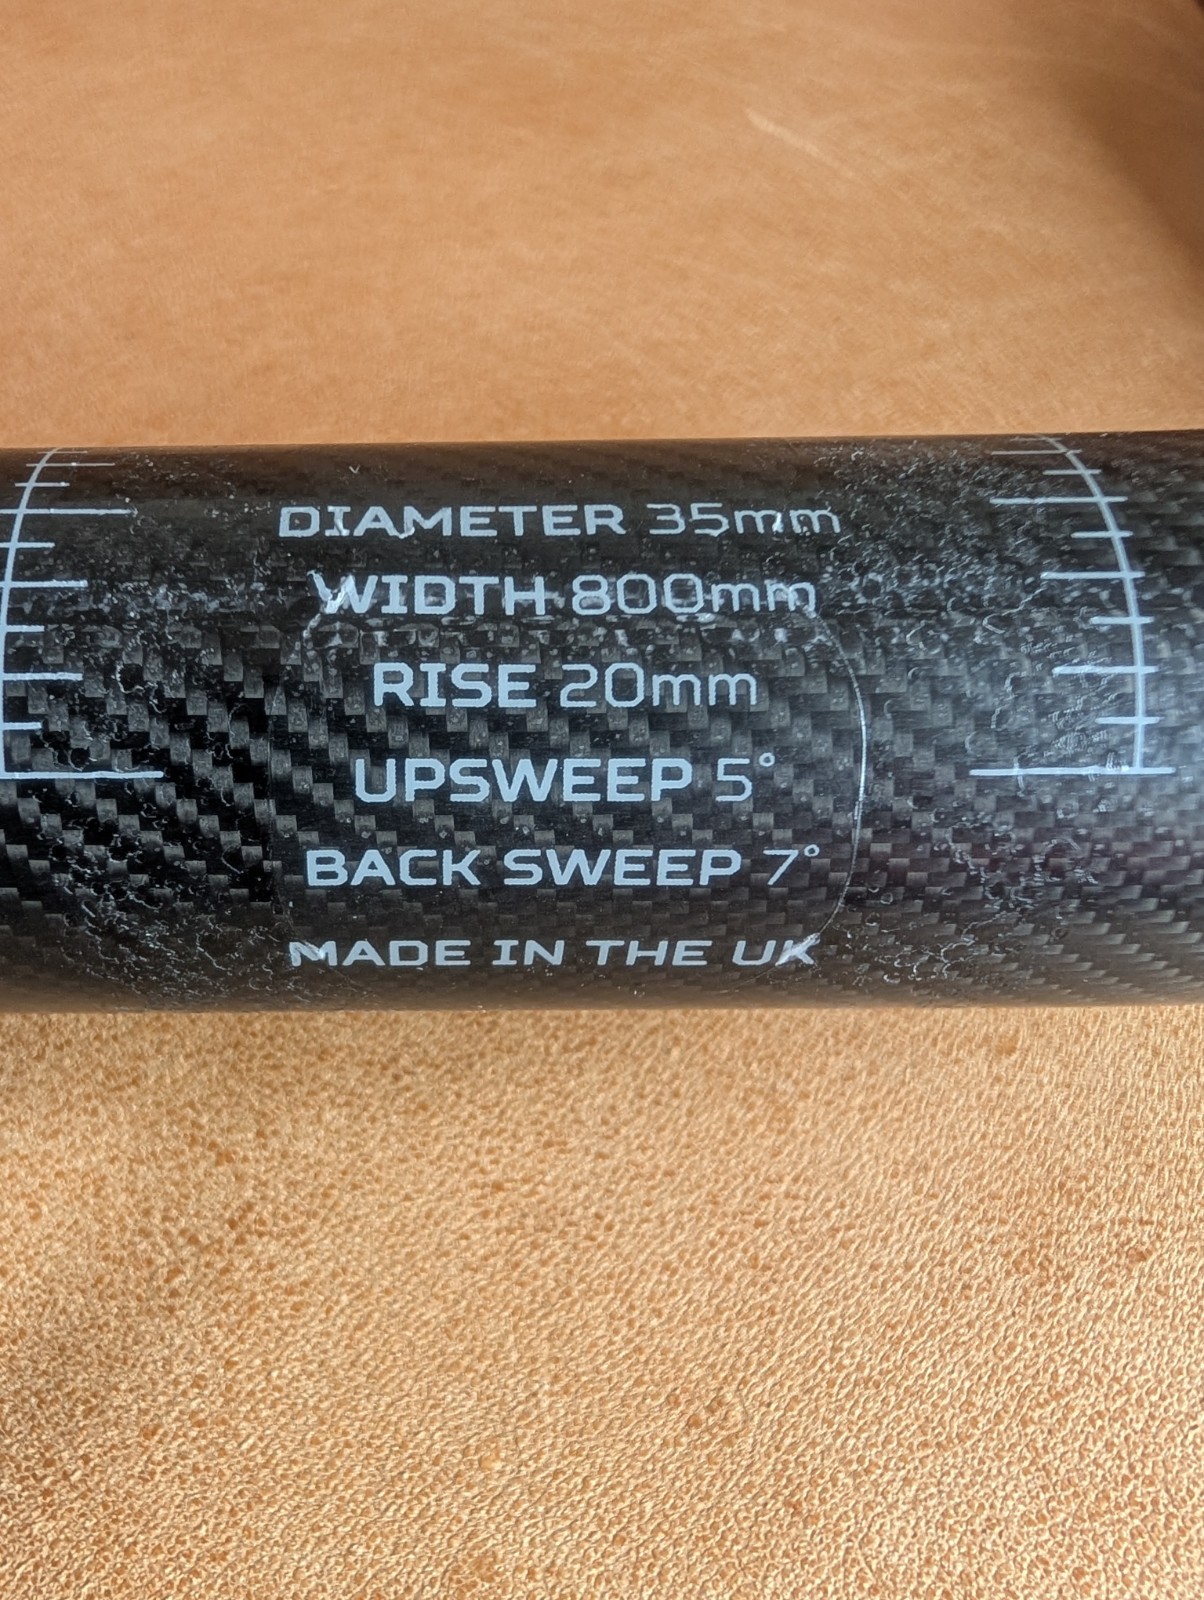 DIAMETER 35mm
WIDTH 800mm
RISE 20mm
UPSWEEP 5°
BACK SWEEP 7°
MADE IN THE UK